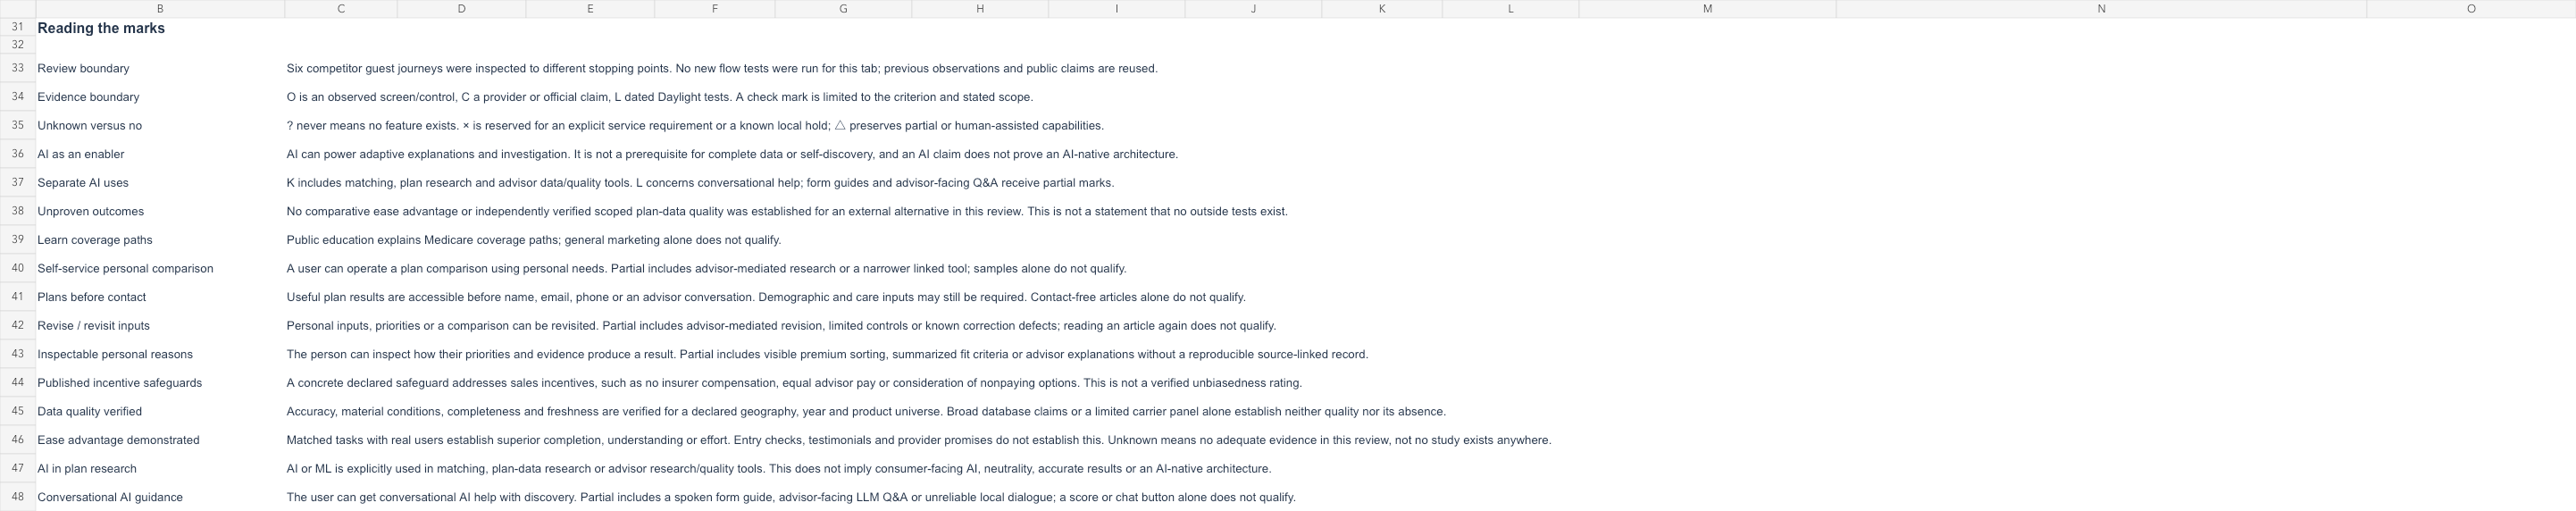 B C D E F G H I J K L M N O
31 Reading the marks
32
33 Review boundary Six competitor guest journeys were inspected to different stopping points. No new flow tests were run for this tab; previous observations and public claims are reused.
34 Evidence boundary O is an observed screen/control, C a provider or official claim, L dated Daylight tests. A check mark is limited to the criterion and stated scope.
35 Unknown versus no ? never means no feature exists. × is reserved for an explicit service requirement or a known local hold; △ preserves partial or human-assisted capabilities.
36 AI as an enabler AI can power adaptive explanations and investigation. It is not a prerequisite for complete data or self-discovery, and an AI claim does not prove an AI-native architecture.
37 Separate AI uses K includes matching, plan research and advisor data/quality tools. L concerns conversational help; form guides and advisor-facing Q&A receive partial marks.
38 Unproven outcomes No comparative ease advantage or independently verified scoped plan-data quality was established for an external alternative in this review. This is not a statement that no outside tests exist.
39 Learn coverage paths Public education explains Medicare coverage paths; general marketing alone does not qualify.
40 Self-service personal comparison A user can operate a plan comparison using personal needs. Partial includes advisor-mediated research or a narrower linked tool; samples alone do not qualify.
41 Plans before contact Useful plan results are accessible before name, email, phone or an advisor conversation. Demographic and care inputs may still be required. Contact-free articles alone do not qualify.
42 Revise / revisit inputs Personal inputs, priorities or a comparison can be revisited. Partial includes advisor-mediated revision, limited controls or known correction defects; reading an article again does not qualify.
43 Inspectable personal reasons The person can inspect how their priorities and evidence produce a result. Partial includes visible premium sorting, summarized fit criteria or advisor explanations without a reproducible source-linked record.
44 Published incentive safeguards A concrete declared safeguard addresses sales incentives, such as no insurer compensation, equal advisor pay or consideration of nonpaying options. This is not a verified unbiasedness rating.
45 Data quality verified Accuracy, material conditions, completeness and freshness are verified for a declared geography, year and product universe. Broad database claims or a limited carrier panel alone establish neither quality nor its absence.
46 Ease advantage demonstrated Matched tasks with real users establish superior completion, understanding or effort. Entry checks, testimonials and provider promises do not establish this. Unknown means no adequate evidence in this review, not no study exists anywhere.
47 AI in plan research AI or ML is explicitly used in matching, plan-data research or advisor research/quality tools. This does not imply consumer-facing AI, neutrality, accurate results or an AI-native architecture.
48 Conversational AI guidance The user can get conversational AI help with discovery. Partial includes a spoken form guide, advisor-facing LLM Q&A or unreliable local dialogue; a score or chat button alone does not qualify.